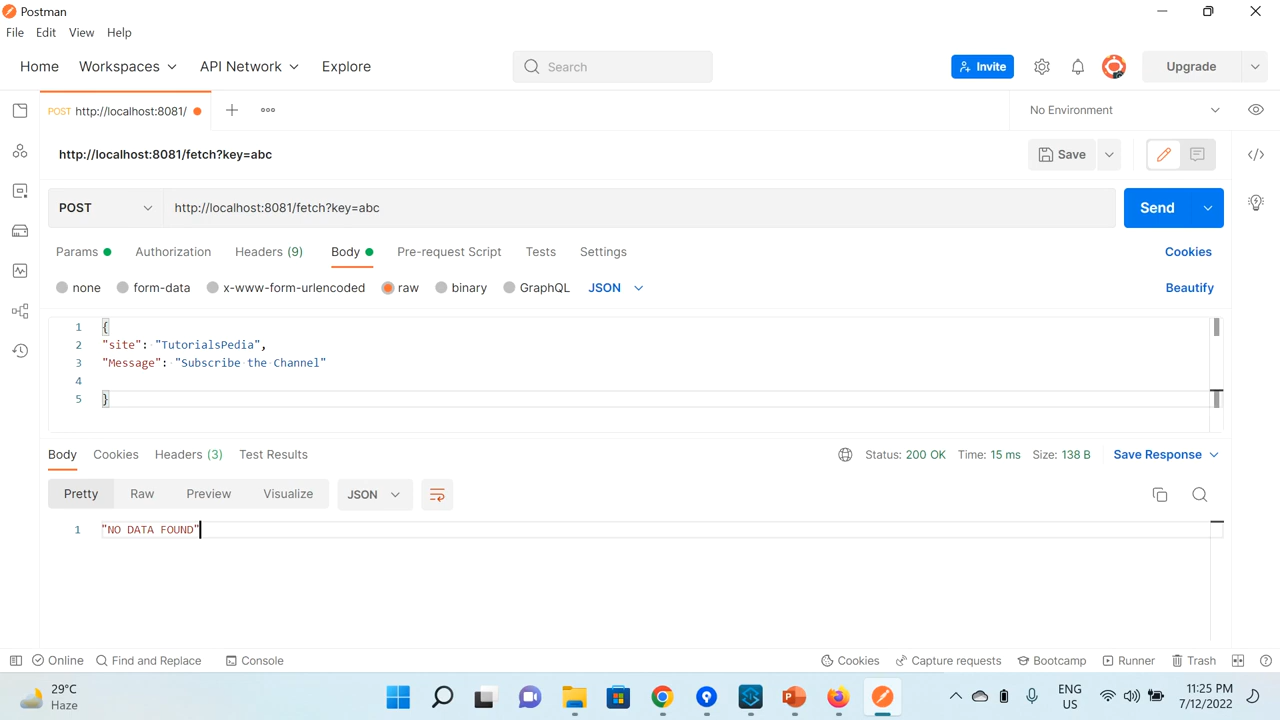 Postman
File Edit View Help
Home Workspaces API Network Explore Search Invite Upgrade
POST http://localhost:8081/ No Environment
http://localhost:8081/fetch?key=abc Save
POST http://localhost:8081/fetch?key=abc Send
Params Authorization Headers (9) Body Pre-request Script Tests Settings Cookies
none form-data x-www-form-urlencoded raw binary GraphQL JSON Beautify
1 {
2 "site": "TutorialsPedia",
3 "Message": "Subscribe the Channel"
4
5 }
Body Cookies Headers (3) Test Results Status: 200 OK Time: 15 ms Size: 138 B Save Response
Pretty Raw Preview Visualize JSON
1 "NO DATA FOUND"
Online Find and Replace Console Cookies Capture requests Bootcamp Runner Trash
29°C
Haze
ENG
US
11:25 PM
7/12/2022